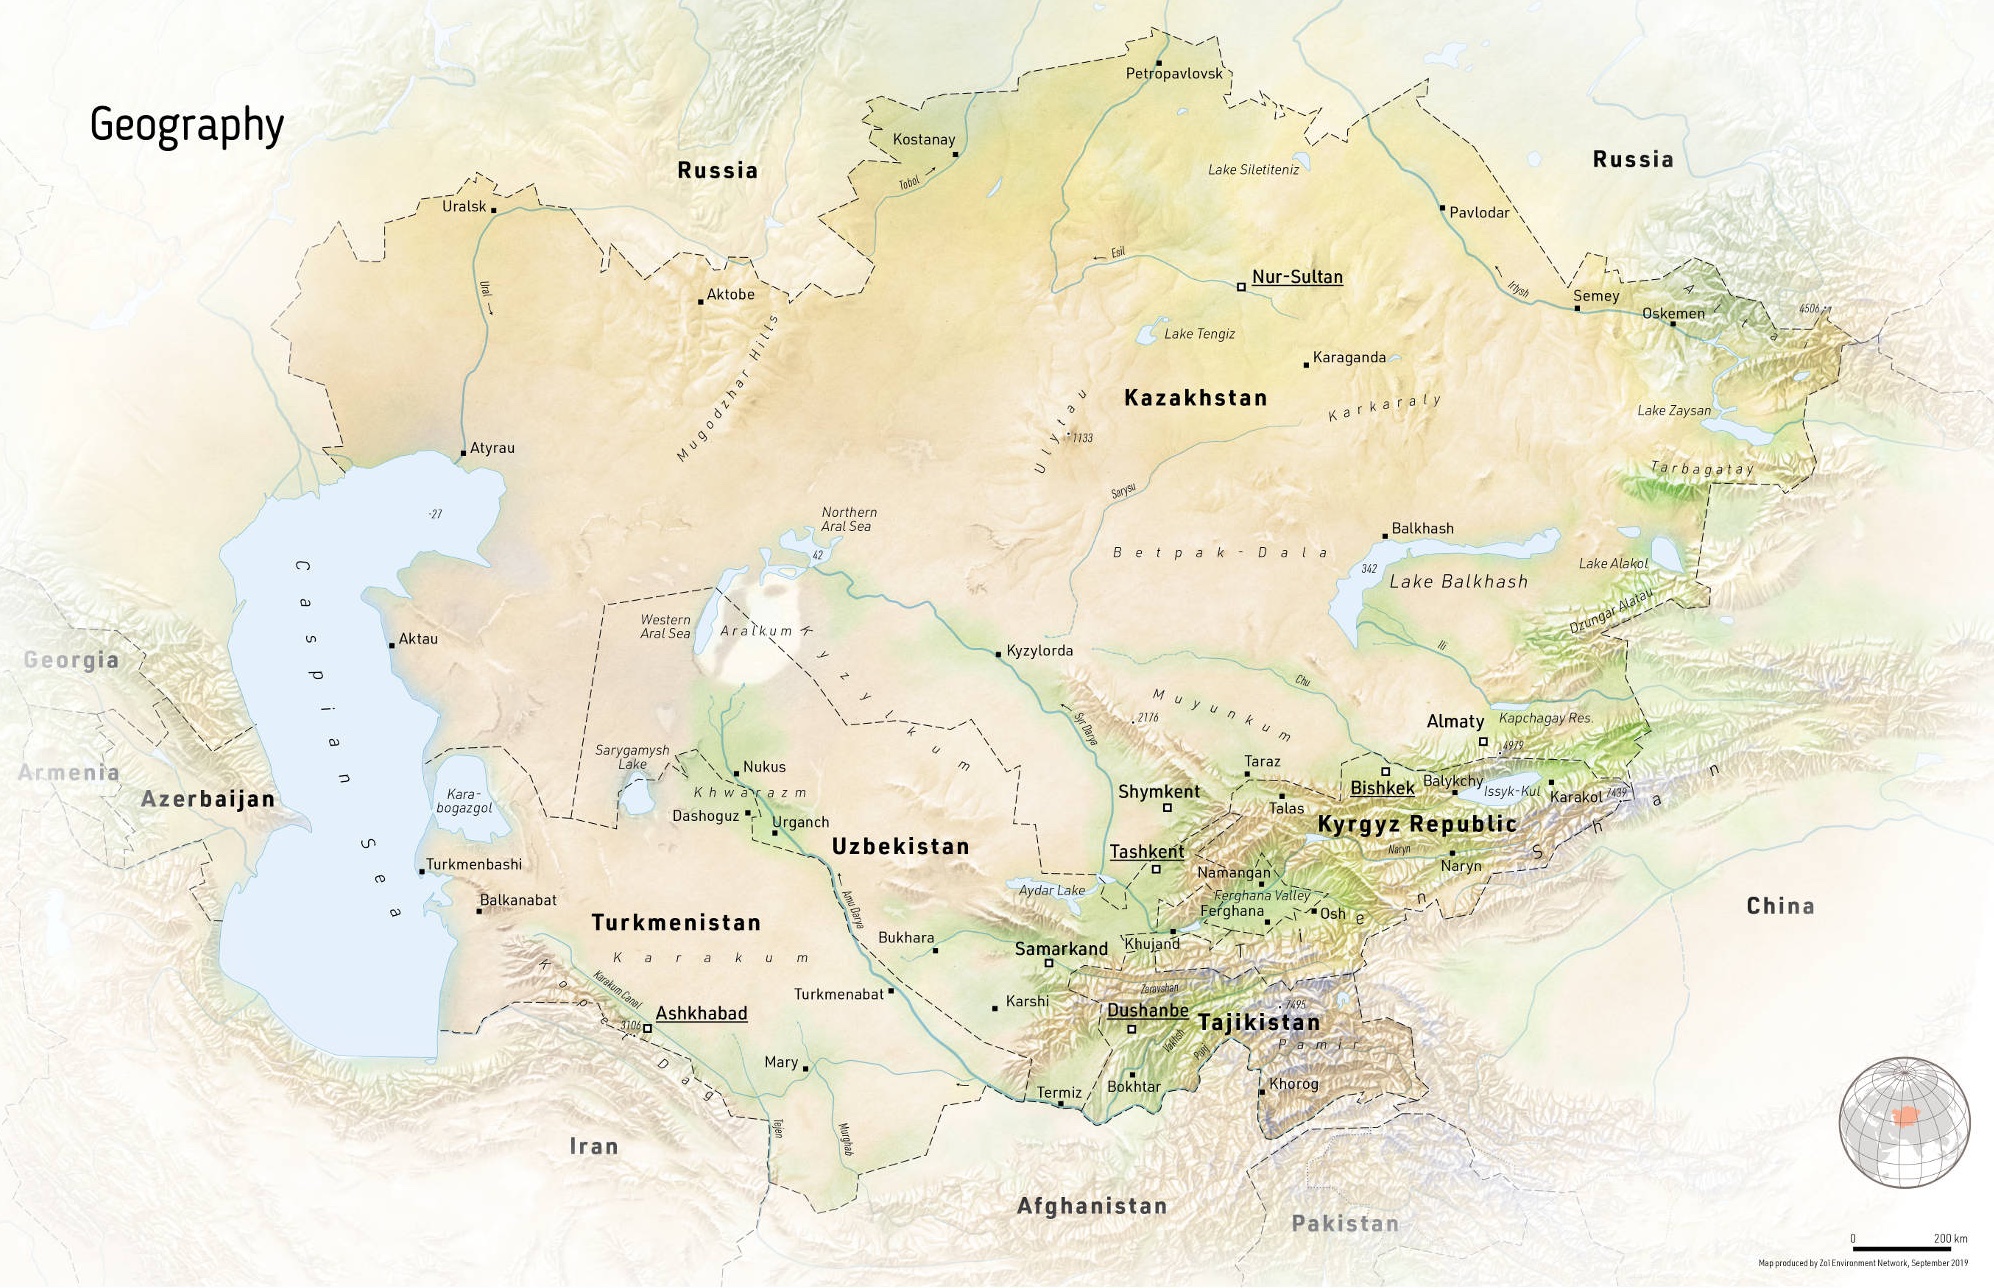 Geography
Petropavlovsk
Kostanay
Russia
Russia
Lake Siletiteniz
Tobol
Uralsk
Pavlodar
Esil
Nur-Sultan
Ural
Aktobe
Irtysh
Semey
Oskemen
Alta
4506
Lake Tengiz
Karaganda
Mugodzhar Hills
Kazakhstan
Karkaraly
Ulytau
1133
Lake Zaysan
Atyrau
Tarbagatay
Sarysu
-27
Northern
Aral Sea
42
Balkhash
Betpak-Dala
342
Lake Balkhash
Lake Alakol
Caspian Sea
Western
Aral Sea
Aralkum
Dzungar Alatau
Georgia
Aktau
Kyzylkum
Kyzylorda
Ili
Chu
Muyunkum
Syr Darya
2176
Almaty
Kapchagay Res.
4979
Sarygamysh
Lake
Nukus
Taraz
Armenia
Azerbaijan
Kara-
bogazgol
Khwarazm
Shymkent
Bishkek
Balykchy
Issyk-Kul
Karakol
7439
Tien Shan
Dashoguz
Urganch
Talas
Kyrgyz Republic
Uzbekistan
Tashkent
Naryn
Naryn
Turkmenbashi
Namangan
Aydar Lake
Ferghana Valley
Balkanabat
Amu Darya
Ferghana
Osh
China
Turkmenistan
Bukhara
Samarkand
Khujand
Karakum
Kopet Dag
Karakum Canal
Zaravshan
Turkmenabat
Karshi
Dushanbe
7495
Ashkhabad
3106
Tajikistan
Vakhsh
Panj
Pamir
Mary
Termiz
Bokhtar
Khorog
Tejen
Murghab
Iran
Afghanistan
Pakistan
0
200 km
Map produced by Zoï Environment Network, September 2019